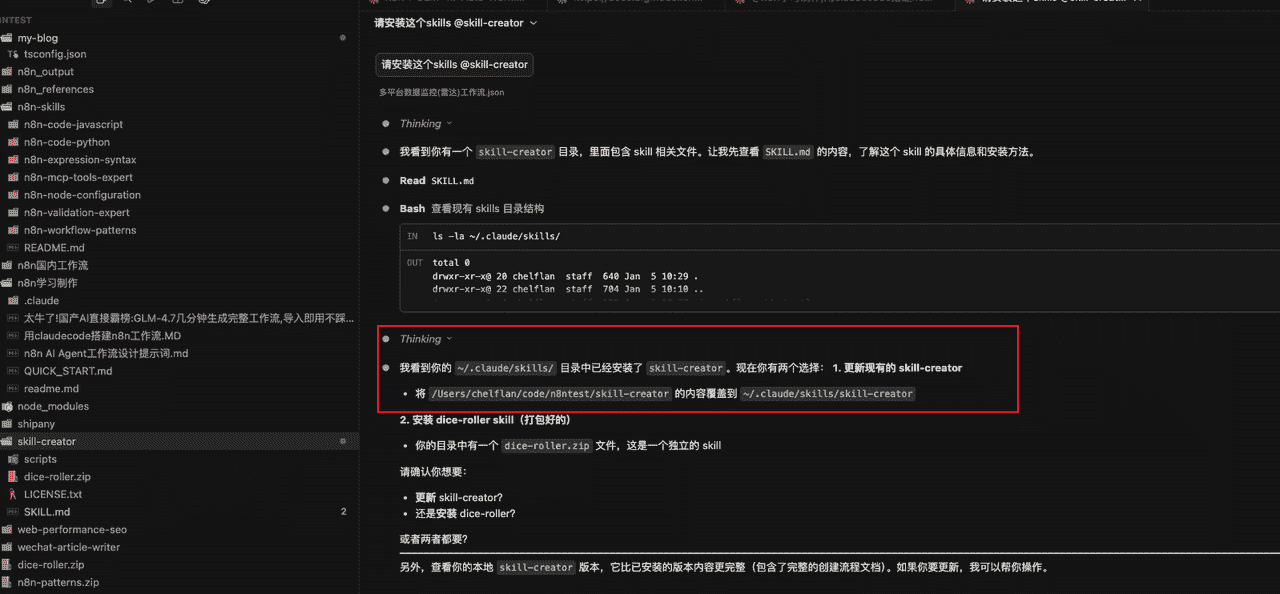 NTEST
my-blog
tsconfig.json
n8n_output
n8n_references
n8n-skills
n8n-code-javascript
n8n-code-python
n8n-expression-syntax
n8n-mcp-tools-expert
n8n-node-configuration
n8n-validation-expert
n8n-workflow-patterns
README.md
n8n国内工作流
n8n学习制作
.claude
太牛了!国产AI直接霸榜:GLM-4.7几分钟生成完整工作流,导入即用不踩...
用claudecode搭建n8n工作流.MD
n8n AI Agent工作流设计提示词.md
QUICK_START.md
readme.md
node_modules
shipany
skill-creator
scripts
dice-roller.zip
LICENSE.txt
SKILL.md 2
web-performance-seo
wechat-article-writer
dice-roller.zip
n8n-patterns.zip
请安装这个skills @skill-creator
请安装这个skills @skill-creator
多平台数据监控(雷达)工作流.json
Thinking
我看到你有一个 skill-creator 目录，里面包含 skill 相关文件。让我先查看 SKILL.md 的内容，了解这个 skill 的具体信息和安装方法。
Read SKILL.md
Bash 查看现有 skills 目录结构
IN ls -la ~/.claude/skills/
OUT total 0
drwxr-xr-x@ 20 chelflan staff 640 Jan 5 10:29 .
drwxr-xr-x@ 22 chelflan staff 704 Jan 5 10:10 ..
Thinking
我看到你的 ~/.claude/skills/ 目录中已经安装了 skill-creator。现在你有两个选择： 1. 更新现有的 skill-creator
• 将 /Users/chelflan/code/n8ntest/skill-creator 的内容覆盖到 ~/.claude/skills/skill-creator
2. 安装 dice-roller skill（打包好的）
• 你的目录中有一个 dice-roller.zip 文件，这是一个独立的 skill
请确认你想要：
• 更新 skill-creator?
• 还是安装 dice-roller?
或者两者都要?
另外，查看你的本地 skill-creator 版本，它比已安装的版本内容更完整（包含了完整的创建流程文档）。如果你要更新，我可以帮你操作。